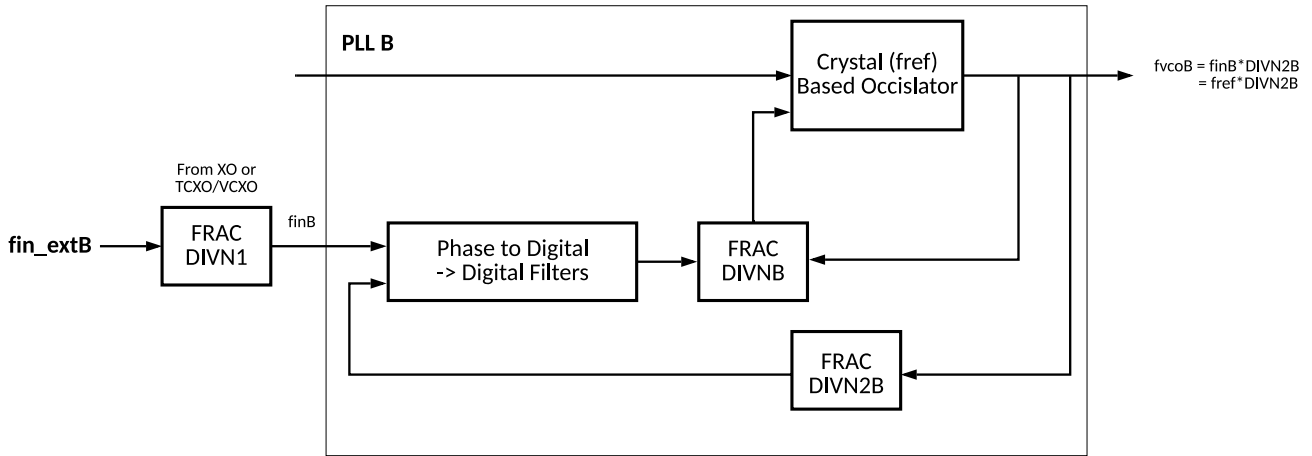 PLL B
Crystal (fref)
Based Occislator
fvcoB = finB*DIVN2B
= fref*DIVN2B
From XO or
TCXO/VCXO
fin_extB
FRAC
DIVN1
finB
Phase to Digital
-> Digital Filters
FRAC
DIVNB
FRAC
DIVN2B